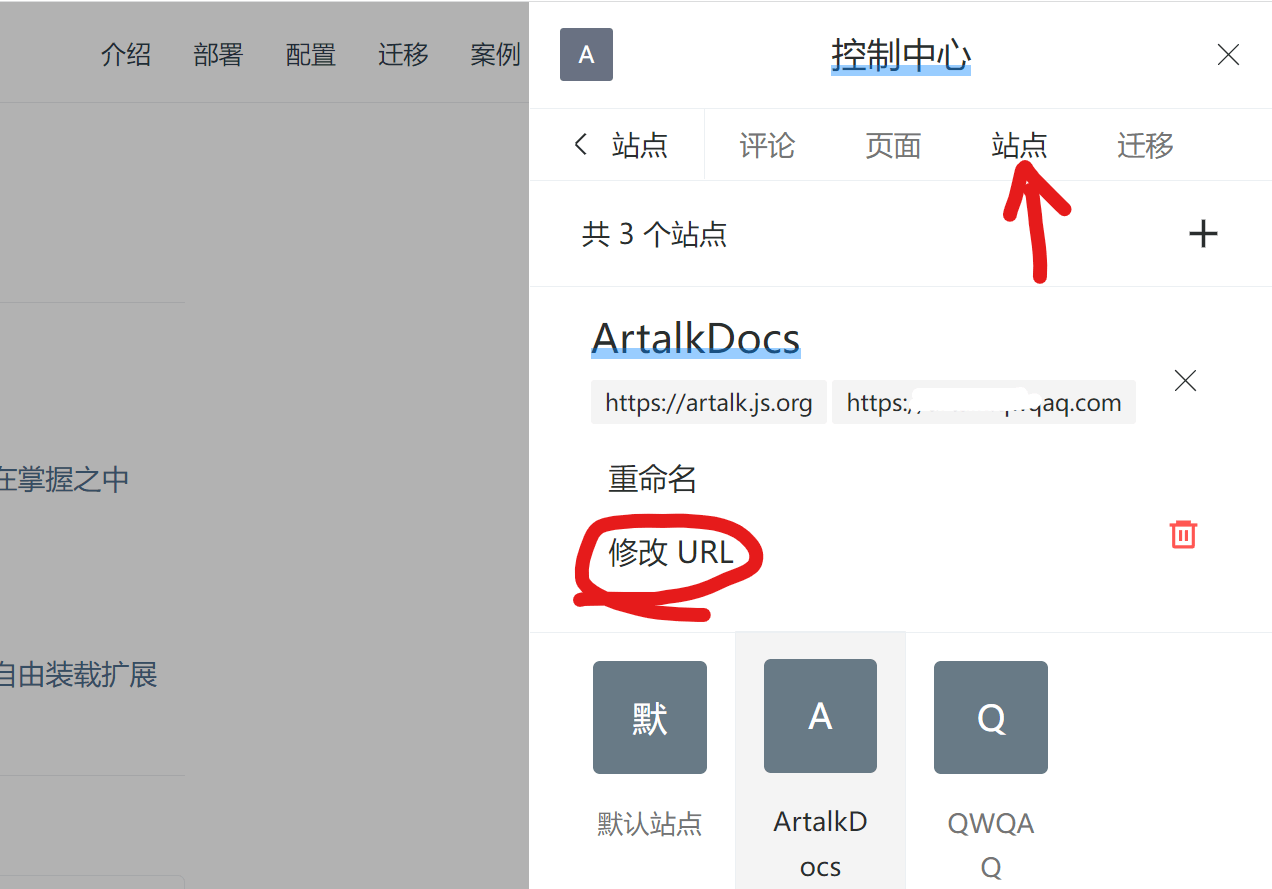 介绍 部署 配置 迁移 案例
A 控制中心
站点 评论 页面 站点 迁移
共 3 个站点
ArtalkDocs
https://artalk.js.org https:/ qaq.com
在掌握之中
重命名
修改 URL
自由装载扩展
默 A Q
默认站点 ArtalkD QWQA
ocs Q